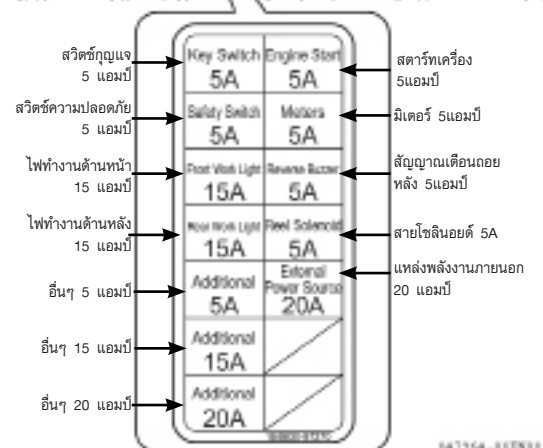 สวิตช์กุญแจ
5 แอมป์
Key Switch
5A
Engine Start
5A
สตาร์ทเครื่อง
5แอมป์
สวิตช์ความปลอดภัย
5 แอมป์
Safety Switch
5A
Meters
5A
มิเตอร์ 5แอมป์
ไฟทำงานด้านหน้า
15 แอมป์
Front Work Light
15A
Reverse Buzzer
5A
สัญญาณเตือนถอย
หลัง 5แอมป์
ไฟทำงานด้านหลัง
15 แอมป์
Rear Work Light
15A
Reel Solenoid
5A
สายโซลินอยด์ 5A
อื่นๆ 5 แอมป์
Additional
5A
External
Power Source
20A
แหล่งพลังงานภายนอก
20 แอมป์
อื่นๆ 15 แอมป์
Additional
15A
อื่นๆ 20 แอมป์
Additional
20A